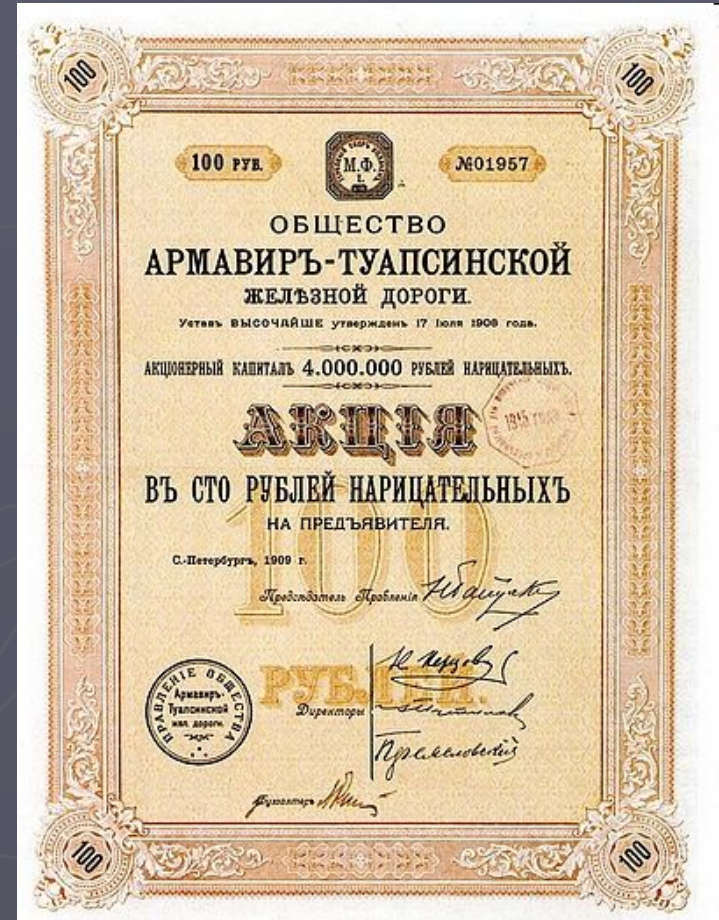 100
100
100 РУБ.
М.Ф.
№01957
ОБЩЕСТВО
АРМАВИРЪ-ТУАПСИНСКОЙ
ЖЕЛѢЗНОЙ ДОРОГИ.
Уставъ ВЫСОЧАЙШЕ утвержденъ 17 Іюля 1908 года.
АКЦІОНЕРНЫЙ КАПИТАЛЪ 4.000.000 РУБЛЕЙ НАРИЦАТЕЛЬНЫХЪ.
1915 года
АКЦІЯ
ВЪ СТО РУБЛЕЙ НАРИЦАТЕЛЬНЫХЪ
НА ПРЕДЪЯВИТЕЛЯ.
100
С.-Петербургъ, 1909 г.
Предсѣдатель Правленія
РУБЛЕЙ.
ПРАВЛЕНІЕ ОБЩЕСТВА
Армавиръ-
Туапсинской
жел. дороги.
Директоры
Бухгалтеръ
100
100